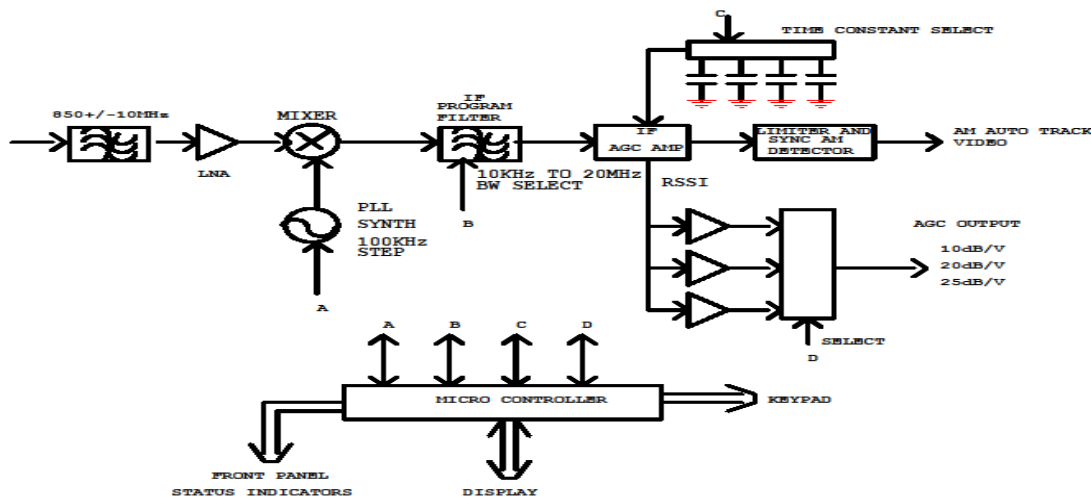 C
TIME CONSTANT SELECT
850+/-10MHz
MIXER
IF
PROGRAM
FILTER
IF
AGC AMP
LIMITER AND
SYNC AM
DETECTOR
AM AUTO TRACK
VIDEO
LNA
10KHz TO 20MHz
BW SELECT
RSSI
PLL
SYNTH
100KHz
STEP
B
AGC OUTPUT
10dB/V
20dB/V
25dB/V
A
SELECT
D
A
B
C
D
MICRO CONTROLLER
KEYPAD
FRONT PANEL
STATUS INDICATORS
DISPLAY